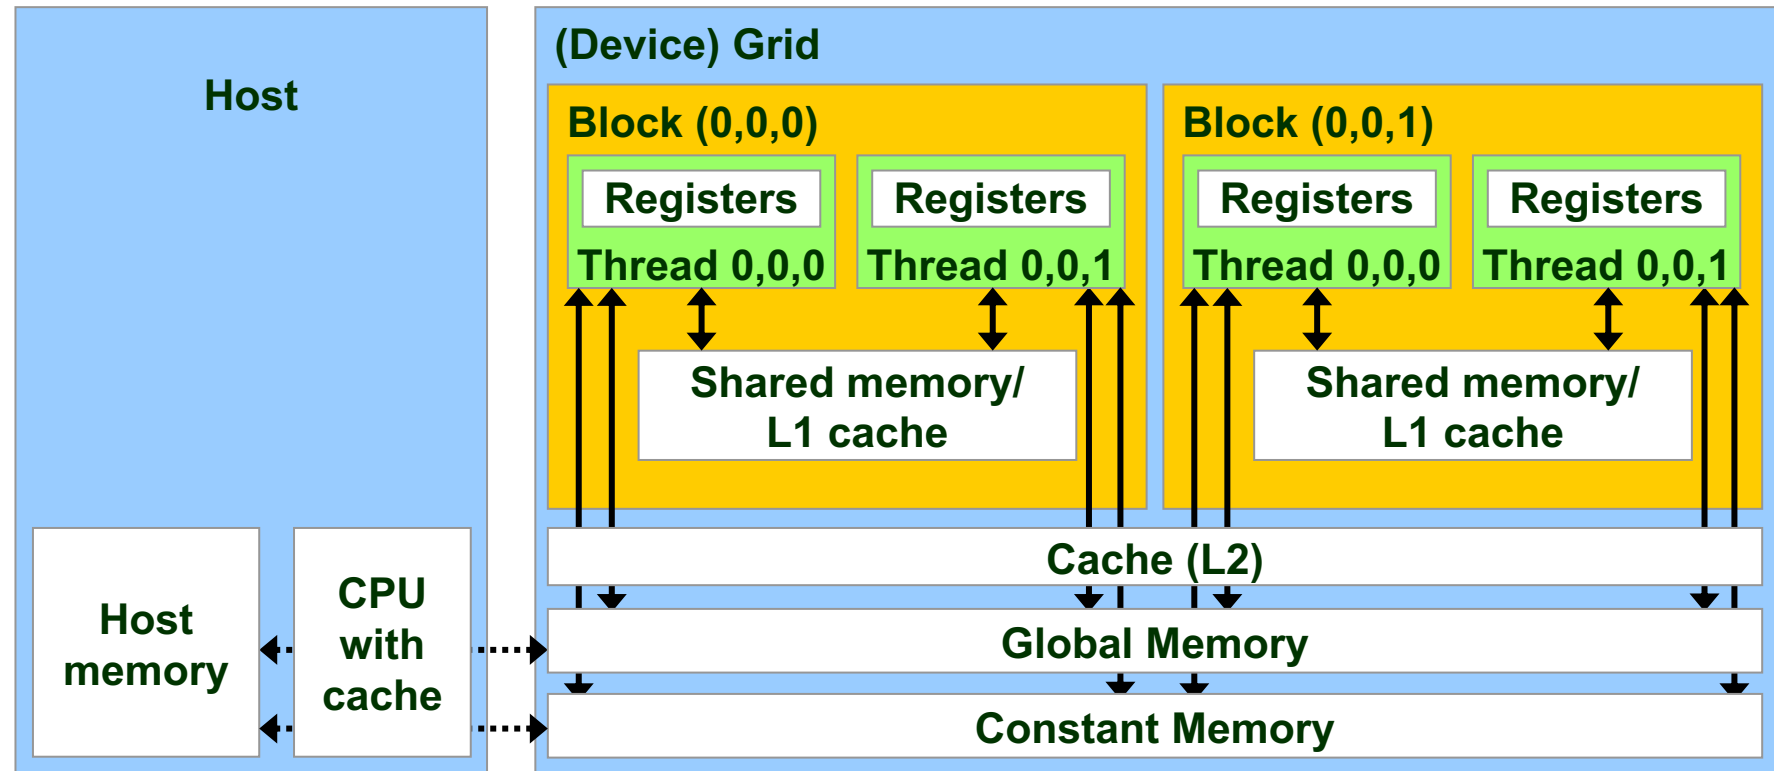 Host
Host
memory
CPU
with
cache
(Device) Grid
Block (0,0,0)
Registers
Thread 0,0,0
Registers
Thread 0,0,1
Shared memory/
L1 cache
Block (0,0,1)
Registers
Thread 0,0,0
Registers
Thread 0,0,1
Shared memory/
L1 cache
Cache (L2)
Global Memory
Constant Memory